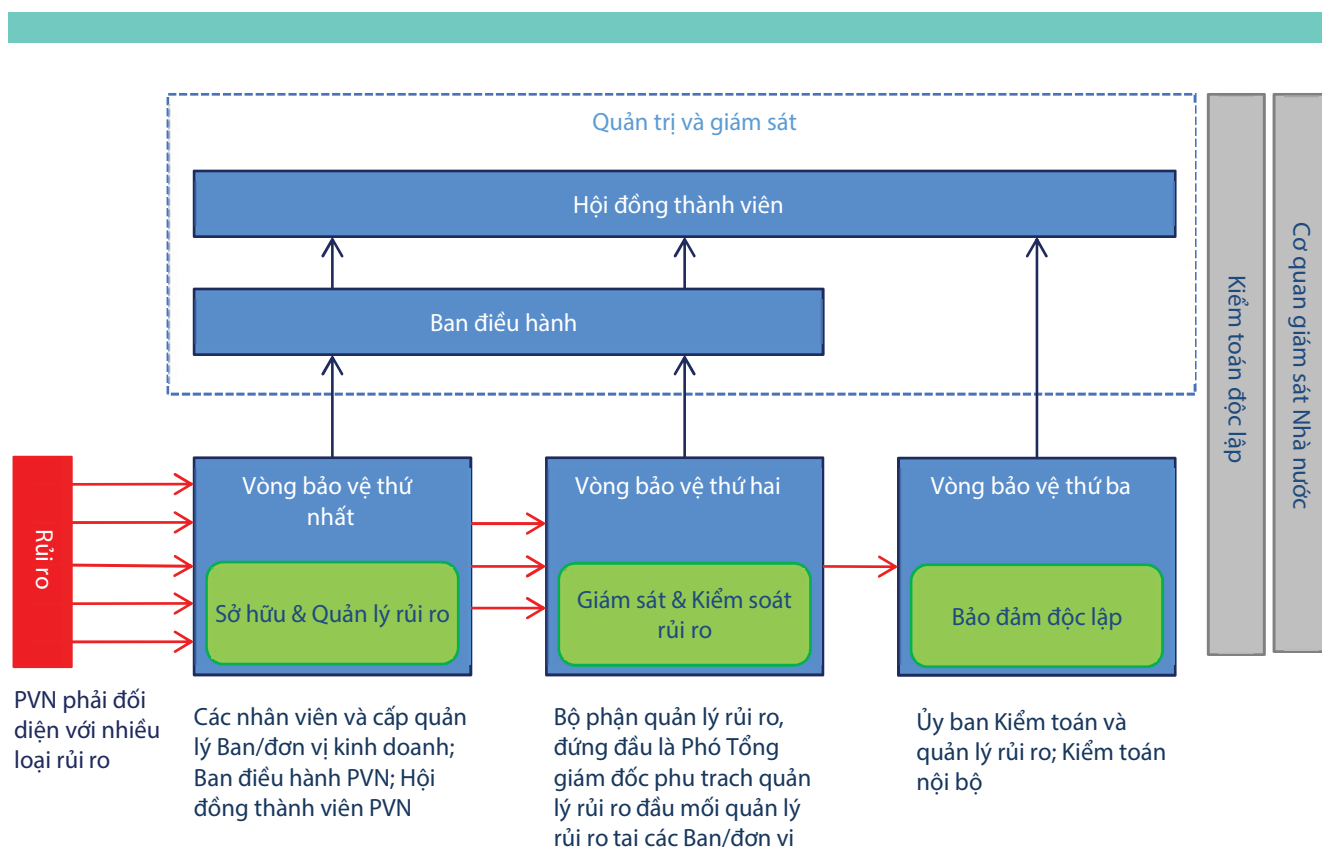 Quản trị và giám sát
Hội đồng thành viên
Ban điều hành
Kiểm toán độc lập
Cơ quan giám sát Nhà nước
Rủi ro
Vòng bảo vệ thứ
nhất
Sở hữu & Quản lý rủi ro
Vòng bảo vệ thứ hai
Giám sát & Kiểm soát
rủi ro
Vòng bảo vệ thứ ba
Bảo đảm độc lập
PVN phải đối
diện với nhiều
loại rủi ro
Các nhân viên và cấp quản
lý Ban/đơn vị kinh doanh;
Ban điều hành PVN; Hội
đồng thành viên PVN
Bộ phận quản lý rủi ro,
đứng đầu là Phó Tổng
giám đốc phu trach quản
lý rủi ro đầu mối quản lý
rủi ro tai các Ban/đơn vi
Ủy ban Kiểm toán và
quản lý rủi ro; Kiểm toán
nội bộ